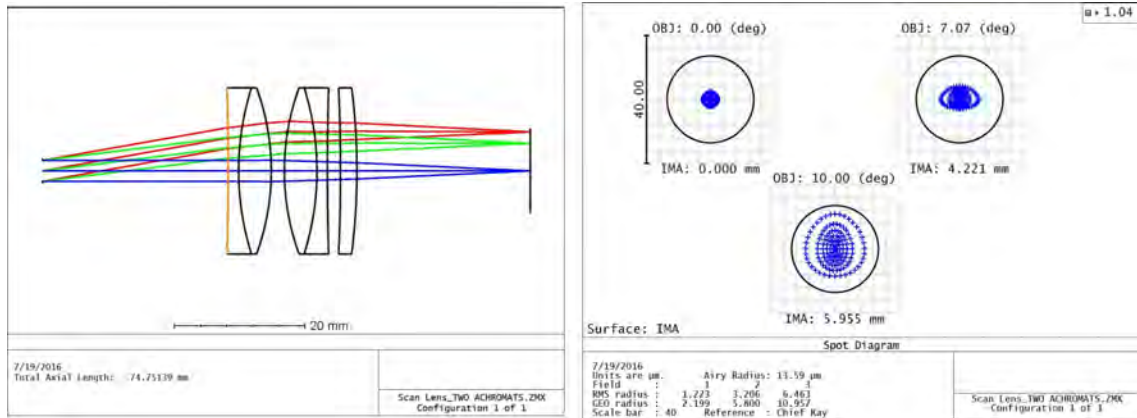 20 mm
7/19/2016
Total Axial Length: 74.75139 mm
Scan Lens_TWO ACHROMATS.ZMX
Configuration 1 of 1
1.04
OBJ: 0.00 (deg)
OBJ: 7.07 (deg)
40.00
IMA: 0.000 mm
IMA: 4.221 mm
OBJ: 10.00 (deg)
IMA: 5.955 mm
Surface: IMA
Spot Diagram
7/19/2016
Units are µm. Airy Radius: 13.59 µm
Field : 1 2 3
RMS radius : 1.223 3.206 6.463
GEO radius : 2.199 5.800 10.957
Scale bar : 40 Reference : Chief Ray
Scan Lens_TWO ACHROMATS.ZMX
Configuration 1 of 1